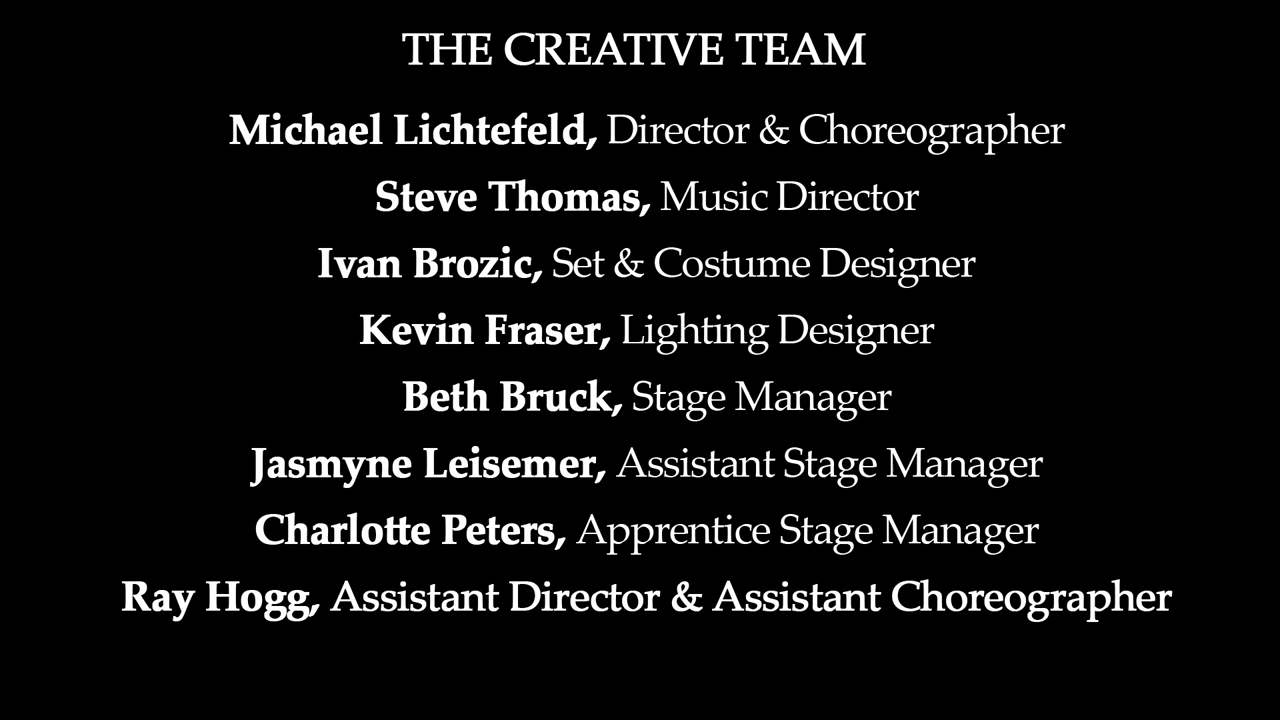 THE CREATIVE TEAM
Michael Lichtefeld, Director & Choreographer
Steve Thomas, Music Director
Ivan Brozic, Set & Costume Designer
Kevin Fraser, Lighting Designer
Beth Bruck, Stage Manager
Jasmyne Leisemer, Assistant Stage Manager
Charlotte Peters, Apprentice Stage Manager
Ray Hogg, Assistant Director & Assistant Choreographer